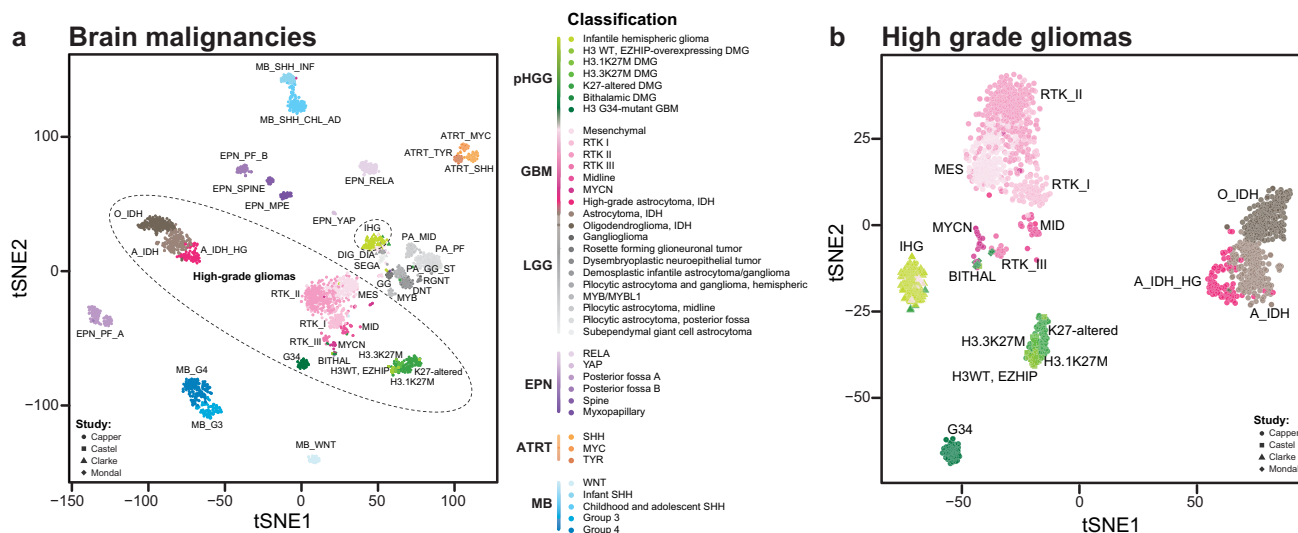 a Brain malignancies
MB_SHH_INF
MB_SHH_CHL_AD
ATRT_MYC
ATRT_TYR
ATRT_SHH
EPN_PF_B
EPN_RELA
EPN_SPINE
EPN_MPE
EPN_YAP
O_IDH
A_IDH
A_IDH_HG
IHG
PA_MID
PA_PF
DIG_DIA
SEGA
High-grade gliomas
PA_GG_ST
GG
RGNT
DNT
MYB
RTK_II
MES
RTK_I
MID
RTK_III
MYCN
BITHAL
G34
H3.3K27M
K27-altered
H3WT, EZHIP
H3.1K27M
EPN_PF_A
MB_G4
MB_G3
MB_WNT
Study:
Capper
Castel
Clarke
Mondal
100
0
−100
−150
−100
−50
0
50
100
tSNE1
tSNE2
Classification
pHGG
Infantile hemispheric glioma
H3 WT, EZHIP-overexpressing DMG
H3.1K27M DMG
H3.3K27M DMG
K27-altered DMG
Bithalamic DMG
H3 G34-mutant GBM
GBM
Mesenchymal
RTK I
RTK II
RTK III
Midline
MYCN
High-grade astrocytoma, IDH
LGG
Astrocytoma, IDH
Oligodendroglioma, IDH
Ganglioglioma
Rosette forming glioneuronal tumor
Dysembryoplastic neuroepithelial tumor
Demosplastic infantile astrocytoma/ganglioma
Pilocytic astrocytoma and ganglioma, hemispheric
MYB/MYBL1
Pilocytic astrocytoma, midline
Pilocytic astrocytoma, posterior fossa
Subependymal giant cell astrocytoma
EPN
RELA
YAP
Posterior fossa A
Posterior fossa B
Spine
Myxopapillary
ATRT
SHH
MYC
TYR
MB
WNT
Infant SHH
Childhood and adolescent SHH
Group 3
Group 4
b High grade gliomas
RTK_II
MES
RTK_I
O_IDH
MYCN
MID
IHG
RTK_III
BITHAL
A_IDH_HG
A_IDH
K27-altered
H3.3K27M
H3.1K27M
H3WT, EZHIP
G34
Study:
Capper
Castel
Clarke
Mondal
25
0
−25
−50
−50
0
50
tSNE1
tSNE2